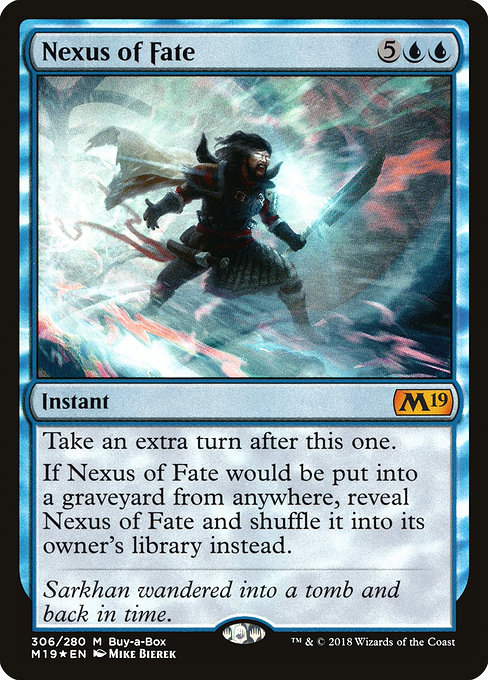 Nexus of Fate 5
Instant M19
Take an extra turn after this one.
If Nexus of Fate would be put into
a graveyard from anywhere, reveal
Nexus of Fate and shuffle it into its
owner's library instead.
Sarkhan wandered into a tomb and
back in time.
306/280 M Buy-a-Box
M19★EN Mike Bierek
™ & © 2018 Wizards of the Coast